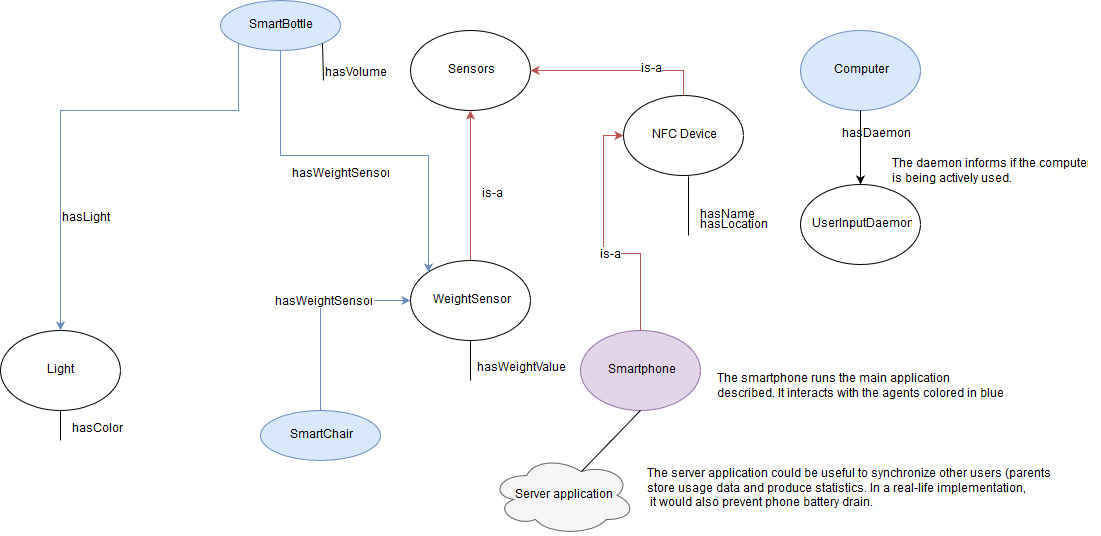 SmartBottle
hasVolume
Sensors
is-a
Computer
NFC Device
hasDaemon
The daemon informs if the compute
is being actively used.
hasWeightSensor
is-a
hasLight
hasName
hasLocation
UserInputDaemon
is-a
hasWeightSensor
WeightSensor
Light
hasWeightValue
Smartphone
The smartphone runs the main application
described. It interacts with the agents colored in blue
hasColor
SmartChair
Server application
The server application could be useful to synchronize other users (parents
store usage data and produce statistics. In a real-life implementation,
it would also prevent phone battery drain.